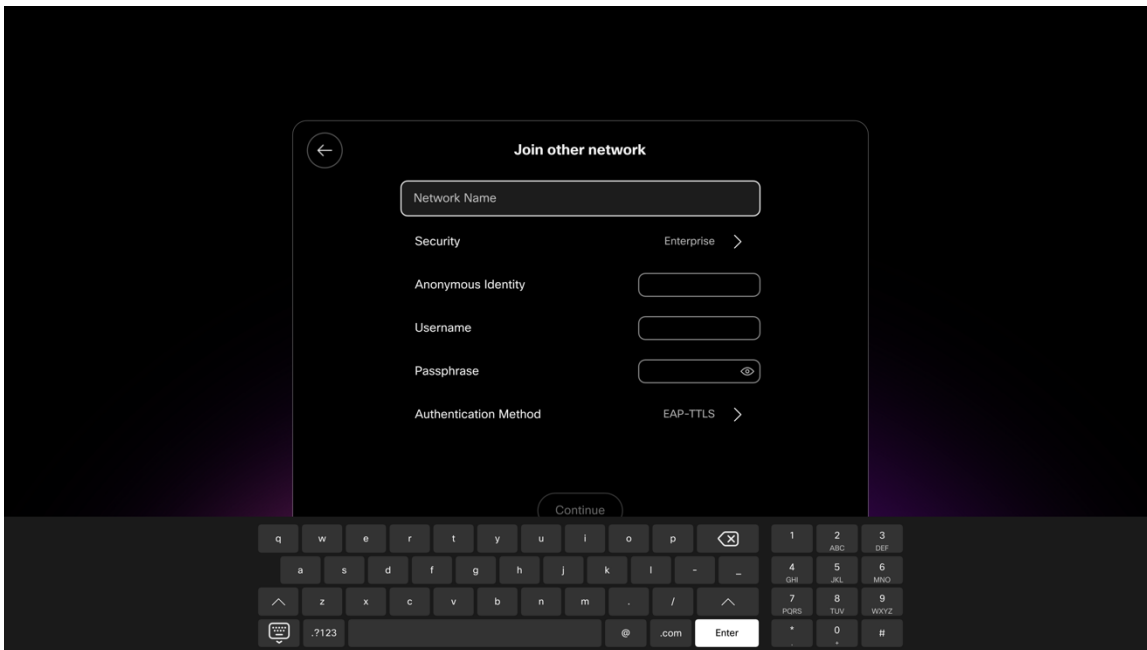 Join other network
Network Name
Security Enterprise
Anonymous Identity
Username
Passphrase
Authentication Method EAP-TTLS
Continue
q w e r t y u i o p 1 2 3
ABC DEF
a s d f g h j k l - _ 4 5 6
GHI JKL MNO
z x c v b n m . / 7 8 9
PQRS TUV WXYZ
.?123 @ .com Enter * 0 #
. +